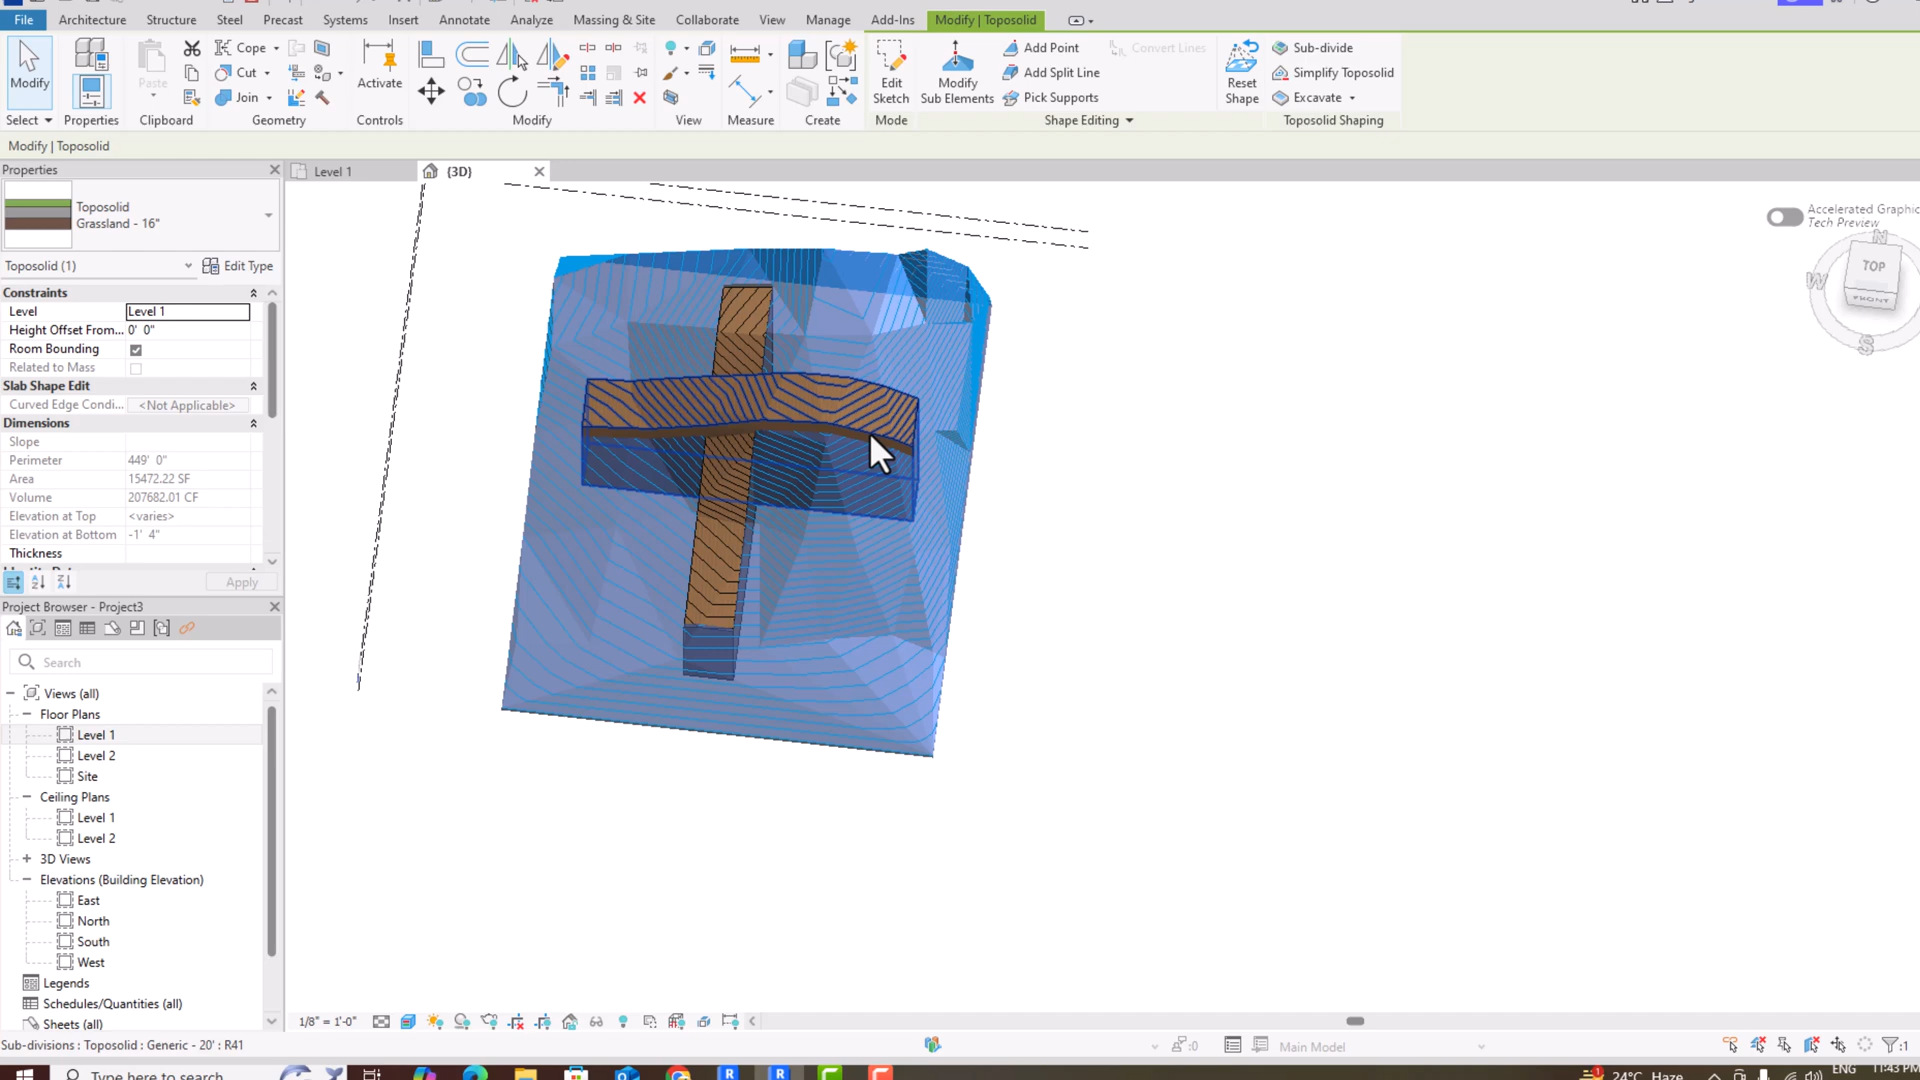 File Architecture Structure Steel Precast Systems Insert Annotate Analyze Massing & Site Collaborate View Manage Add-Ins Modify | Toposolid
Modify
Select
Properties
Paste
Clipboard
Cope
Cut
Join
Geometry
Activate
Controls
Modify
View
Measure
Create
Edit
Sketch
Mode
Modify
Sub Elements
Add Point
Add Split Line
Pick Supports
Convert Lines
Shape Editing
Reset
Shape
Sub-divide
Simplify Toposolid
Excavate
Toposolid Shaping
Modify | Toposolid
Properties
Level 1
{3D}
Toposolid
Grassland - 16"
Toposolid (1)
Edit Type
Constraints
Level Level 1
Height Offset From... 0' 0"
Room Bounding
Related to Mass
Slab Shape Edit
Curved Edge Condi... <Not Applicable>
Dimensions
Slope
Perimeter 449' 0"
Area 15472.22 SF
Volume 207682.01 CF
Elevation at Top <varies>
Elevation at Bottom -1' 4"
Thickness
Apply
Project Browser - Project3
Search
Views (all)
Floor Plans
Level 1
Level 2
Site
Ceiling Plans
Level 1
Level 2
3D Views
Elevations (Building Elevation)
East
North
South
West
Legends
Schedules/Quantities (all)
Sheets (all)
Accelerated Graphic
Tech Preview
N
W
TOP
FRONT
S
1/8" = 1'-0"
Sub-divisions : Toposolid : Generic - 20' : R41
:0
Main Model
:1
Type here to search
24°C Haze
ENG
11:43 PM